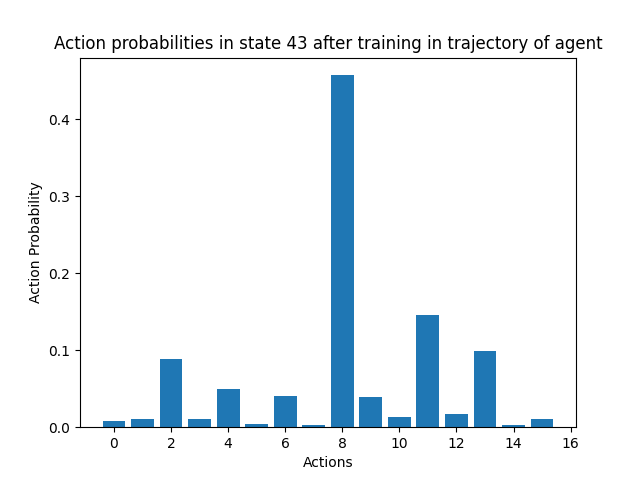 Action probabilities in state 43 after training in trajectory of agent
Action Probability
0.4
0.3
0.2
0.1
0.0
0 2 4 6 8 10 12 14 16
Actions